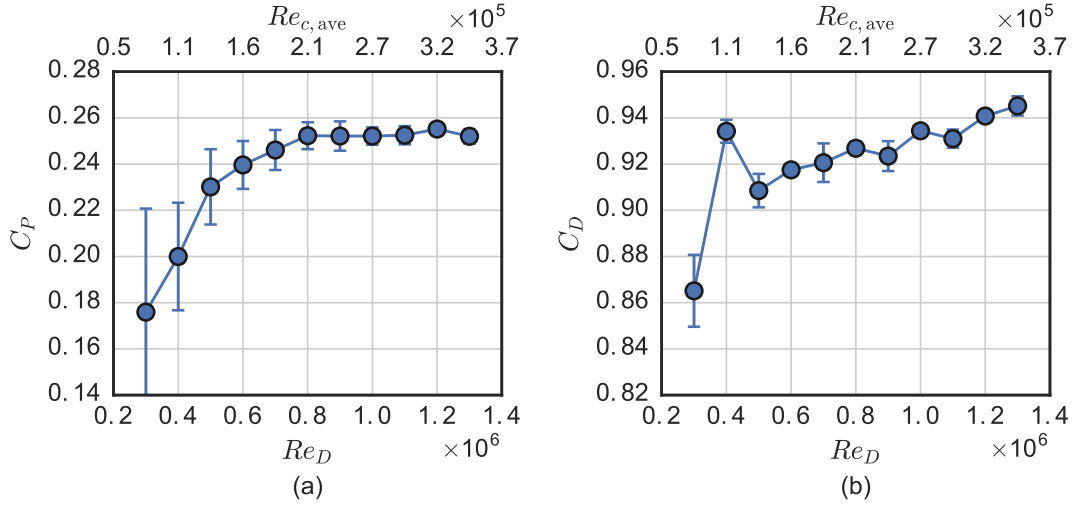 Re_{c,ave} ×10^5
0.5 1.1 1.6 2.1 2.7 3.2 3.7
0.28
0.26
0.24
0.22
0.20
0.18
0.16
0.14
C_P
0.2 0.4 0.6 0.8 1.0 1.2 1.4
Re_D ×10^6
(a)
Re_{c,ave} ×10^5
0.5 1.1 1.6 2.1 2.7 3.2 3.7
0.96
0.94
0.92
0.90
0.88
0.86
0.84
0.82
C_D
0.2 0.4 0.6 0.8 1.0 1.2 1.4
Re_D ×10^6
(b)